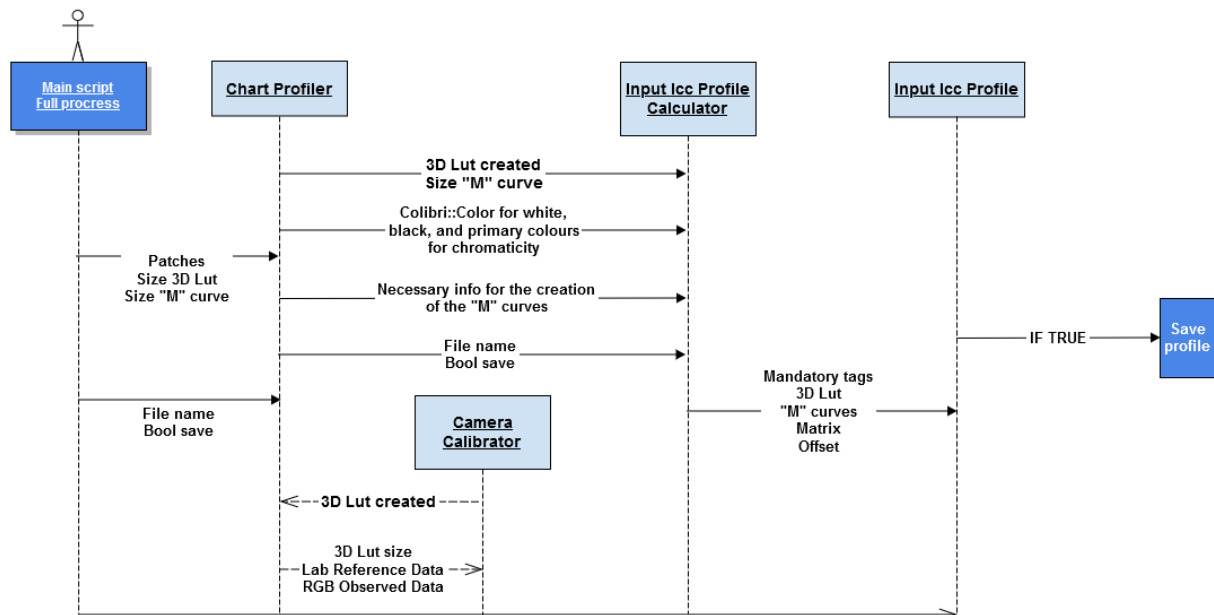 Main script
Full procress
Chart Profiler
Input Icc Profile
Calculator
Input Icc Profile
3D Lut created
Size "M" curve
Colibri::Color for white,
black, and primary colours
for chromaticity
Patches
Size 3D Lut
Size "M" curve
Necessary info for the creation
of the "M" curves
IF TRUE
Save
profile
File name
Bool save
Mandatory tags
3D Lut
"M" curves
Matrix
Offset
File name
Bool save
Camera
Calibrator
3D Lut created
3D Lut size
Lab Reference Data
RGB Observed Data